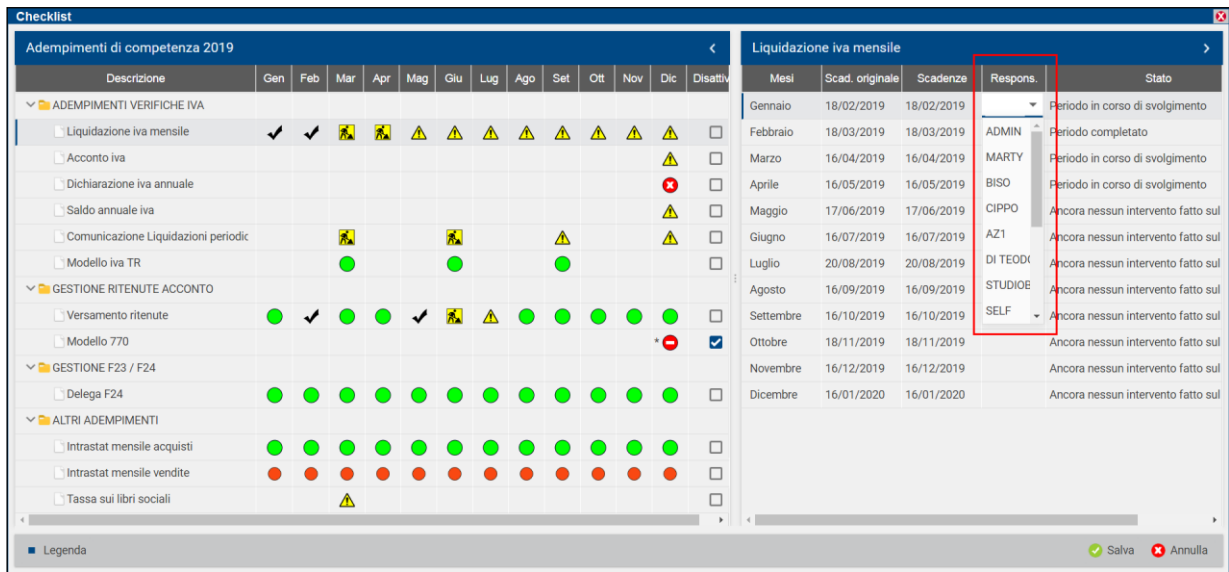 Checklist
Adempimenti di competenza 2019
Descrizione Gen Feb Mar Apr Mag Giu Lug Ago Set Ott Nov Dic Disattiv
ADEMPIMENTI VERIFICHE IVA
Liquidazione iva mensile
Acconto iva
Dichiarazione iva annuale
Saldo annuale iva
Comunicazione Liquidazioni periodic
Modello iva TR
GESTIONE RITENUTE ACCONTO
Versamento ritenute
Modello 770 *
GESTIONE F23 / F24
Delega F24
ALTRI ADEMPIMENTI
Intrastat mensile acquisti
Intrastat mensile vendite
Tassa sui libri sociali
Liquidazione iva mensile
Mesi Scad. originale Scadenze Respons. Stato
Gennaio 18/02/2019 18/02/2019 Periodo in corso di svolgimento
Febbraio 18/03/2019 18/03/2019 ADMIN Periodo completato
Marzo 16/04/2019 16/04/2019 MARTY Periodo in corso di svolgimento
Aprile 16/05/2019 16/05/2019 BISO Periodo in corso di svolgimento
Maggio 17/06/2019 17/06/2019 CIPPO Ancora nessun intervento fatto sul
Giugno 16/07/2019 16/07/2019 AZ1 Ancora nessun intervento fatto sul
Luglio 20/08/2019 20/08/2019 DI TEODO Ancora nessun intervento fatto sul
Agosto 16/09/2019 16/09/2019 STUDIOB Ancora nessun intervento fatto sul
Settembre 16/10/2019 16/10/2019 SELF Ancora nessun intervento fatto sul
Ottobre 18/11/2019 18/11/2019 Ancora nessun intervento fatto sul
Novembre 16/12/2019 16/12/2019 Ancora nessun intervento fatto sul
Dicembre 16/01/2020 16/01/2020 Ancora nessun intervento fatto sul
Legenda
Salva Annulla